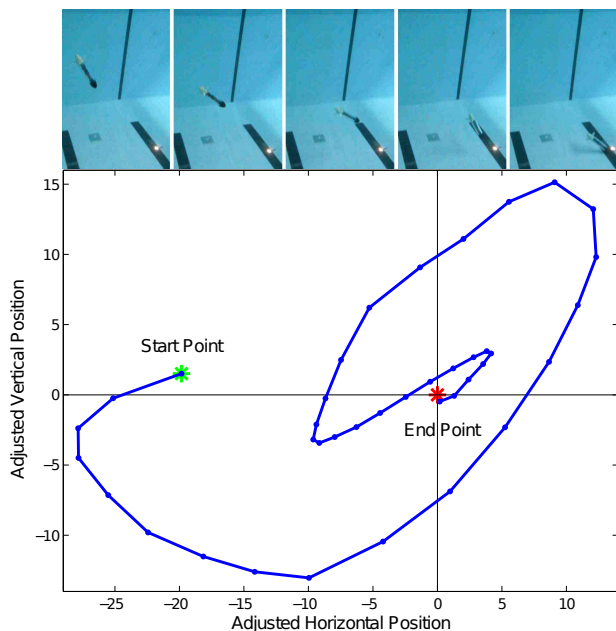 15
10
5
0
−5
−10
Start Point
End Point
−25 −20 −15 −10 −5 0 5 10
Adjusted Vertical Position
Adjusted Horizontal Position